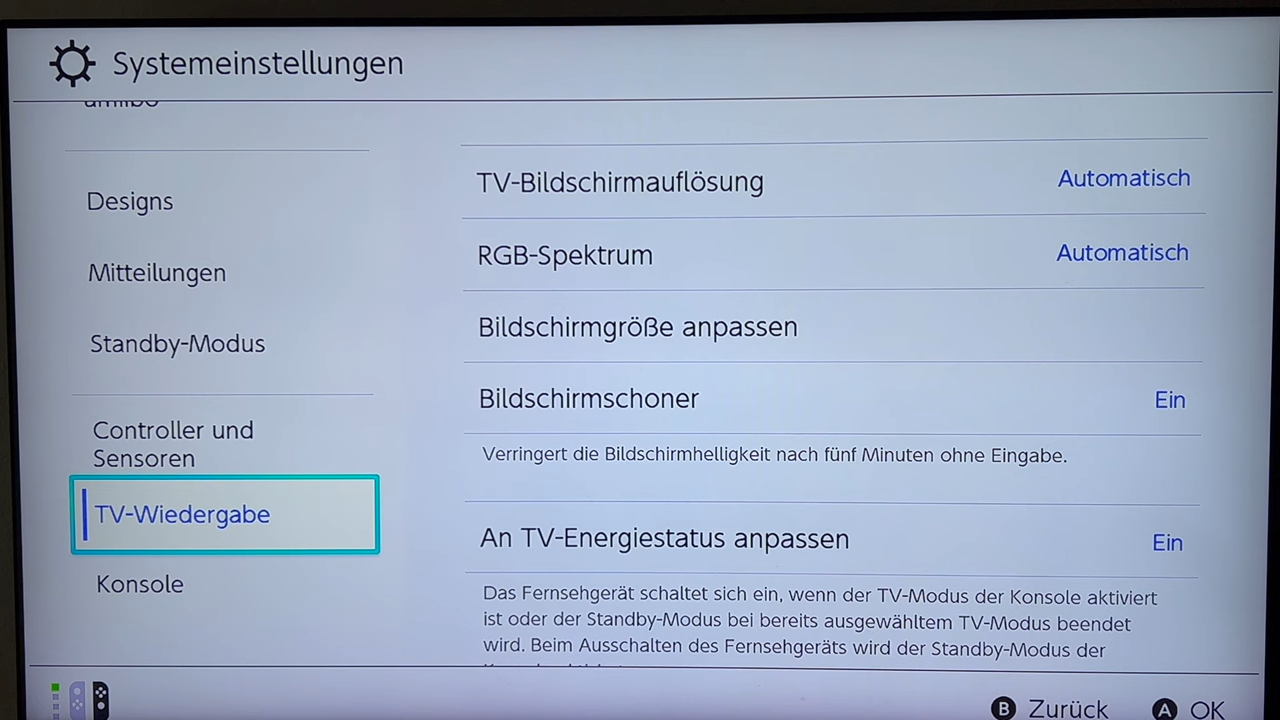 Systemeinstellungen
amiibo
Designs
Mitteilungen
Standby-Modus
Controller und
Sensoren
TV-Wiedergabe
Konsole
TV-Bildschirmauflösung Automatisch
RGB-Spektrum Automatisch
Bildschirmgröße anpassen
Bildschirmschoner Ein
Verringert die Bildschirmhelligkeit nach fünf Minuten ohne Eingabe.
An TV-Energiestatus anpassen Ein
Das Fernsehgerät schaltet sich ein, wenn der TV-Modus der Konsole aktiviert
ist oder der Standby-Modus bei bereits ausgewähltem TV-Modus beendet
wird. Beim Ausschalten des Fernsehgeräts wird der Standby-Modus der
B Zurück A OK